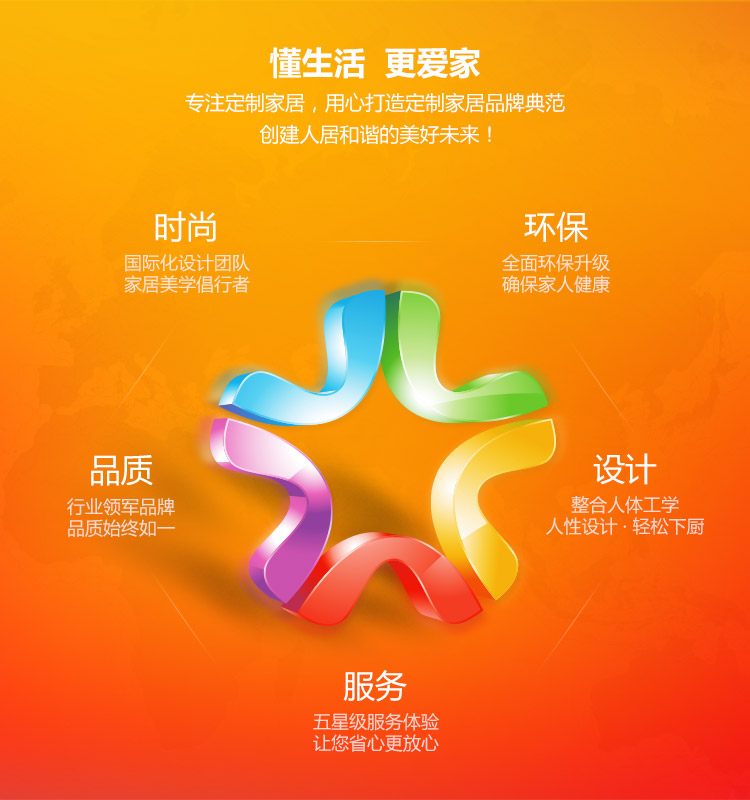 懂生活 更爱家
专注定制家居，用心打造定制家居品牌典范
创建人居和谐的美好未来！
时尚
国际化设计团队
家居美学倡行者
环保
全面环保升级
确保家人健康
品质
行业领军品牌
品质始终如一
设计
整合人体工学
人性设计·轻松下厨
服务
五星级服务体验
让您省心更放心